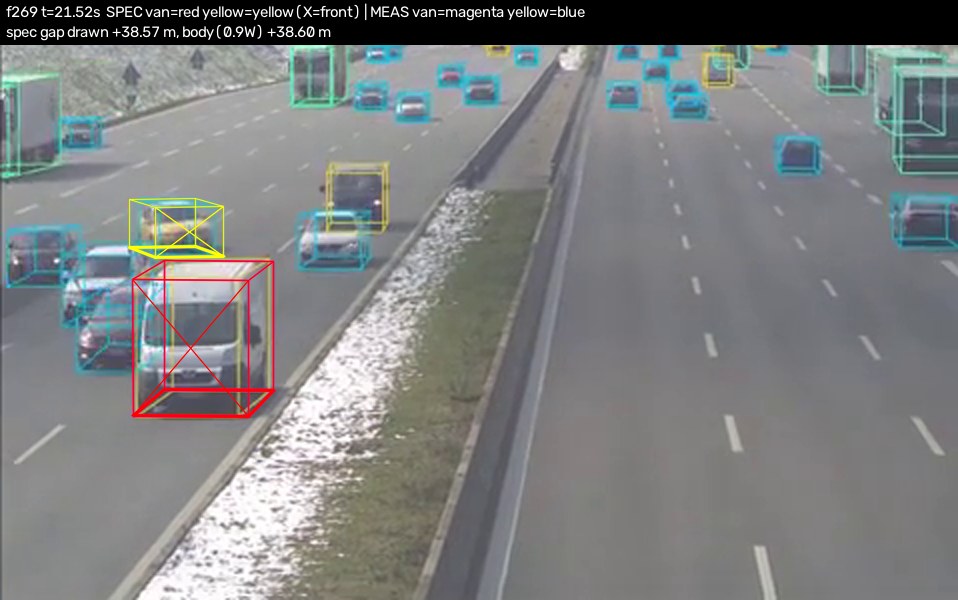 f269 t=21.52s SPEC van=red yellow=yellow(X=front) | MEAS van=magenta yellow=blue
spec gap drawn +38.57 m, body(0.9W) +38.60 m